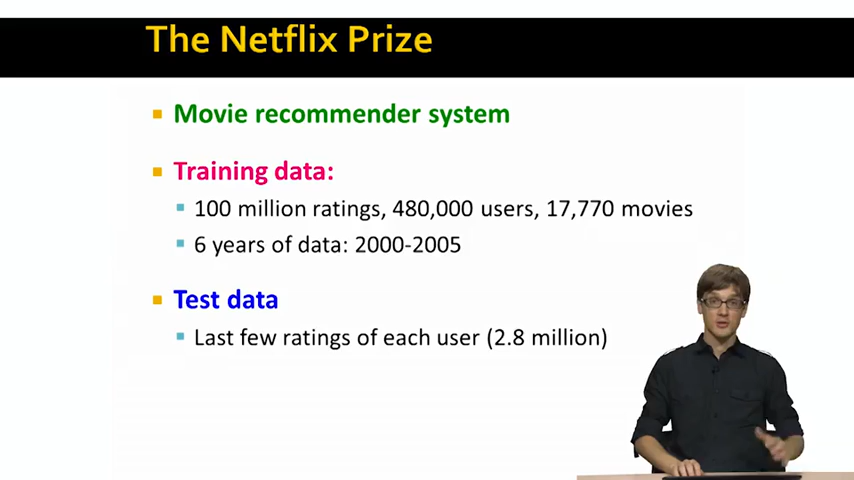 The Netflix Prize
Movie recommender system
Training data:
100 million ratings, 480,000 users, 17,770 movies
6 years of data: 2000-2005
Test data
Last few ratings of each user (2.8 million)